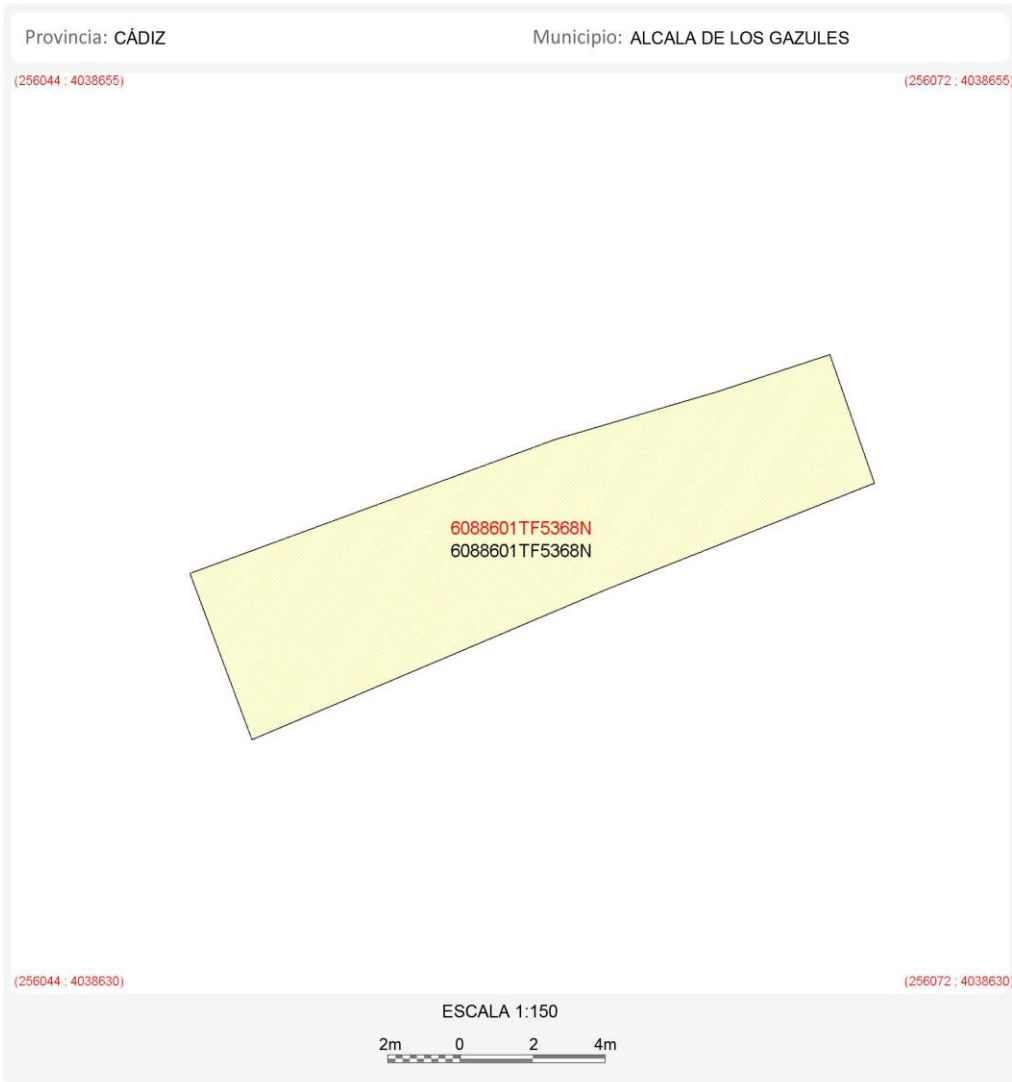 Provincia: CÁDIZ Municipio: ALCALA DE LOS GAZULES
(256044 ; 4038655) (256072 ; 4038655)
6088601TF5368N
6088601TF5368N
(256044 ; 4038630) (256072 ; 4038630)
ESCALA 1:150
2m 0 2 4m